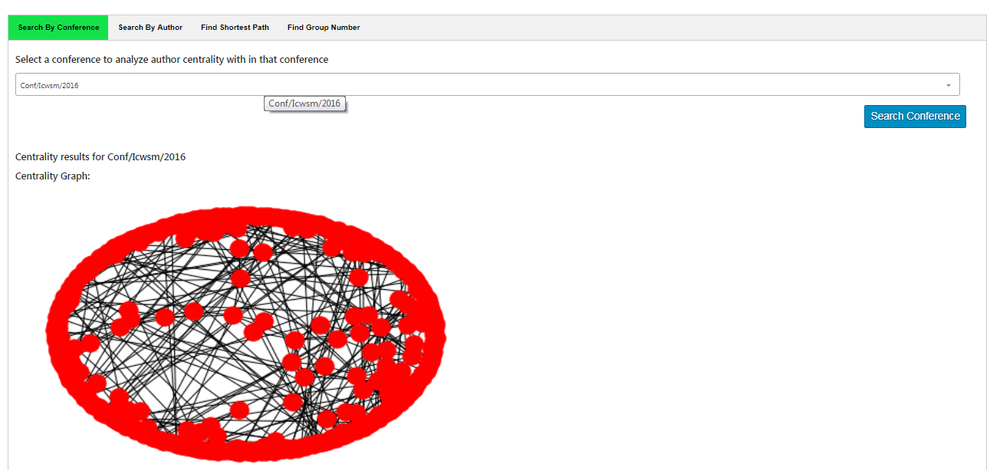 Search By Conference Search By Author Find Shortest Path Find Group Number
Select a conference to analyze author centrality with in that conference
Conf/Icwsm/2016
Conf/Icwsm/2016
Search Conference
Centrality results for Conf/Icwsm/2016
Centrality Graph: